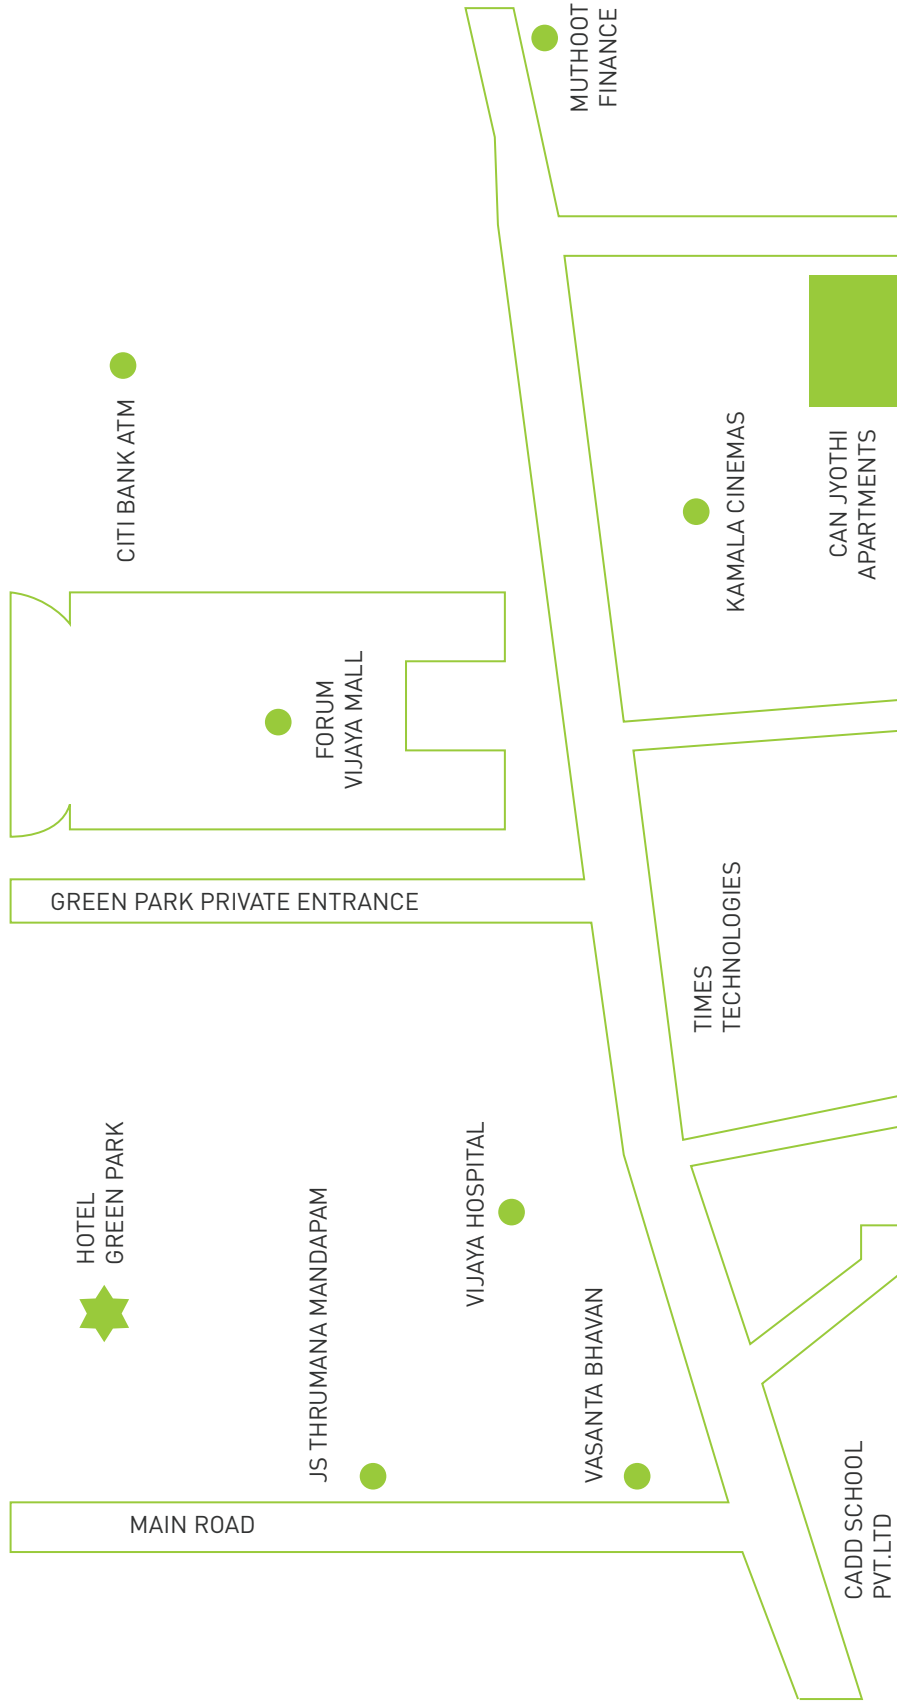 MUTHOOT
FINANCE
CITI BANK ATM
KAMALA CINEMAS
CAN JYOTHI
APARTMENTS
FORUM
VIJAYA MALL
GREEN PARK PRIVATE ENTRANCE
TIMES
TECHNOLOGIES
HOTEL
GREEN PARK
JS THRUMANA MANDAPAM
VIJAYA HOSPITAL
VASANTA BHAVAN
MAIN ROAD
CADD SCHOOL
PVT.LTD